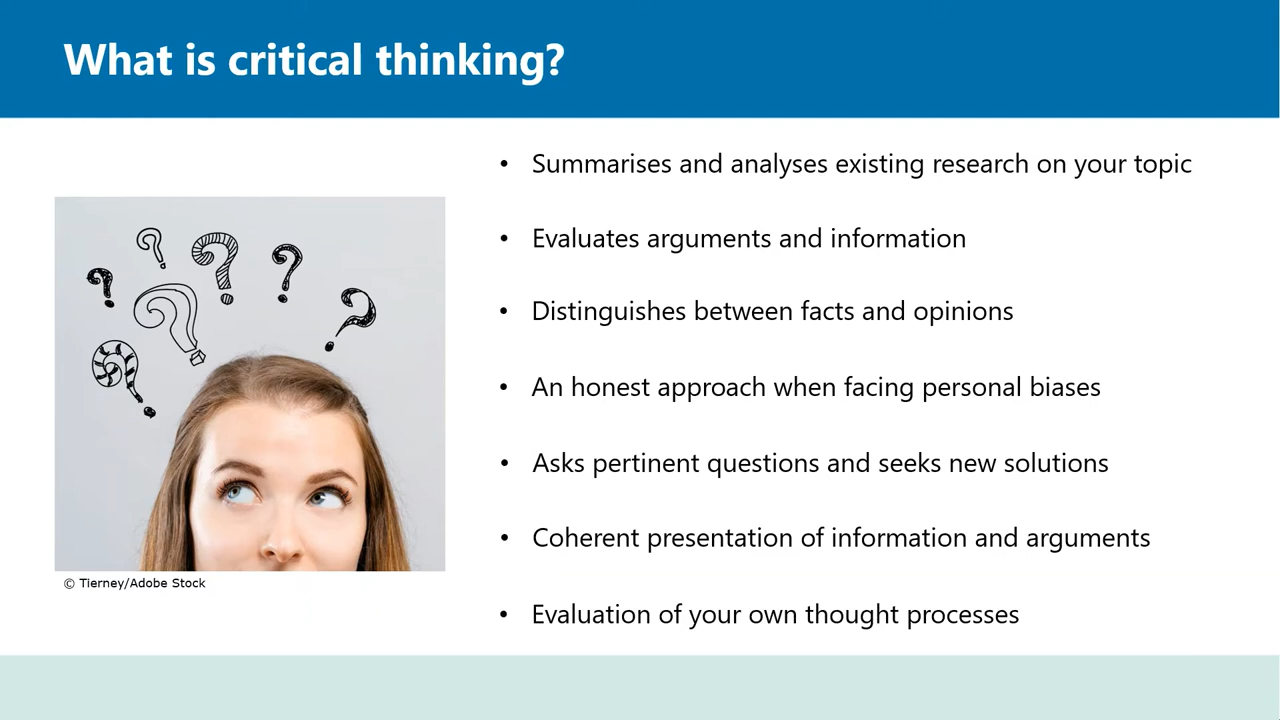 What is critical thinking?
• Summarises and analyses existing research on your topic
• Evaluates arguments and information
• Distinguishes between facts and opinions
• An honest approach when facing personal biases
• Asks pertinent questions and seeks new solutions
• Coherent presentation of information and arguments
• Evaluation of your own thought processes
© Tierney/Adobe Stock